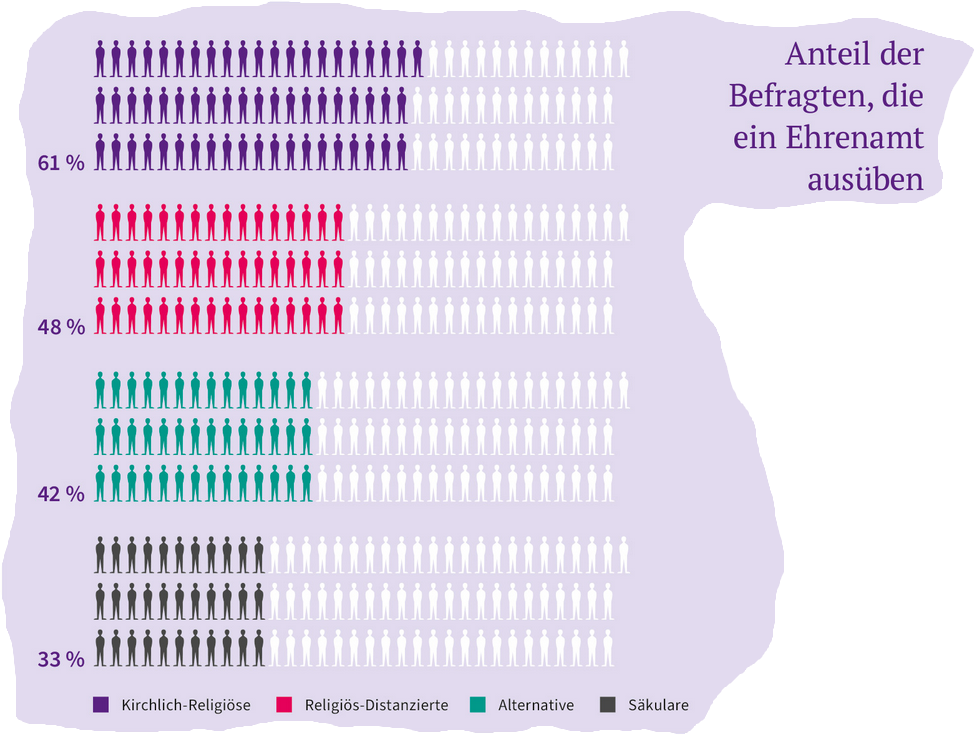 Anteil der
Befragten, die
ein Ehrenamt
ausüben
61 %
48 %
42 %
33 %
Kirchlich-Religiöse
Religiös-Distanzierte
Alternative
Säkulare